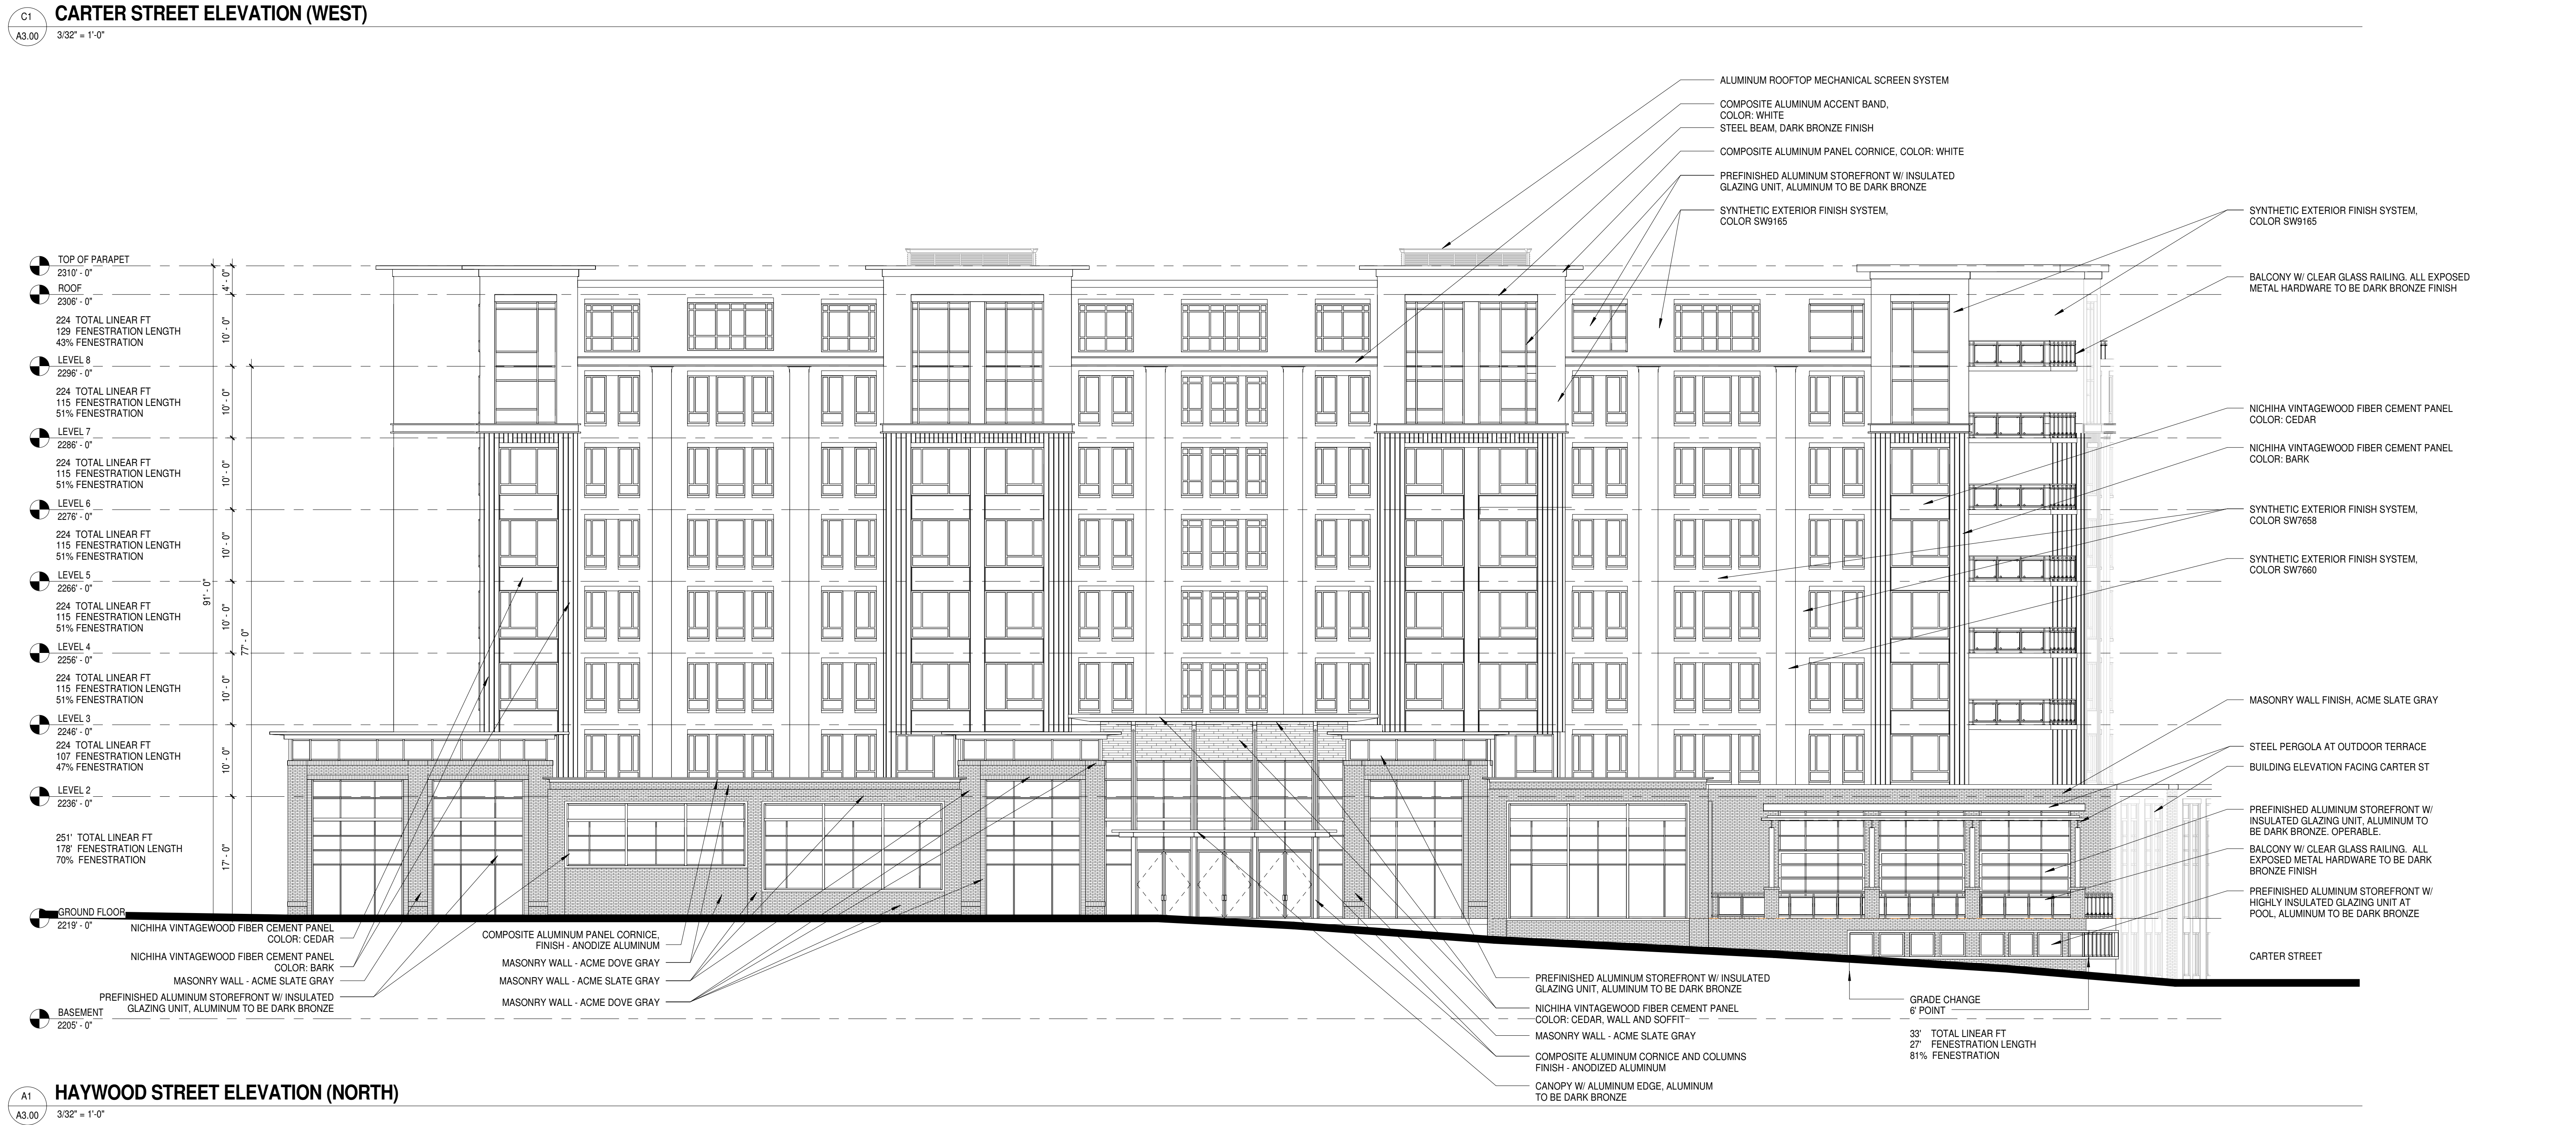 C1
A3.00
CARTER STREET ELEVATION (WEST)
3/32" = 1'-0"
ALUMINUM ROOFTOP MECHANICAL SCREEN SYSTEM
COMPOSITE ALUMINUM ACCENT BAND,
COLOR: WHITE
STEEL BEAM, DARK BRONZE FINISH
COMPOSITE ALUMINUM PANEL CORNICE, COLOR: WHITE
PREFINISHED ALUMINUM STOREFRONT W/ INSULATED
GLAZING UNIT, ALUMINUM TO BE DARK BRONZE
SYNTHETIC EXTERIOR FINISH SYSTEM,
COLOR SW9165
SYNTHETIC EXTERIOR FINISH SYSTEM,
COLOR SW9165
BALCONY W/ CLEAR GLASS RAILING. ALL EXPOSED
METAL HARDWARE TO BE DARK BRONZE FINISH
NICHIHA VINTAGEWOOD FIBER CEMENT PANEL
COLOR: CEDAR
NICHIHA VINTAGEWOOD FIBER CEMENT PANEL
COLOR: BARK
SYNTHETIC EXTERIOR FINISH SYSTEM,
COLOR SW7658
SYNTHETIC EXTERIOR FINISH SYSTEM,
COLOR SW7660
MASONRY WALL FINISH, ACME SLATE GRAY
STEEL PERGOLA AT OUTDOOR TERRACE
BUILDING ELEVATION FACING CARTER ST
PREFINISHED ALUMINUM STOREFRONT W/
INSULATED GLAZING UNIT, ALUMINUM TO
BE DARK BRONZE. OPERABLE.
BALCONY W/ CLEAR GLASS RAILING. ALL
EXPOSED METAL HARDWARE TO BE DARK
BRONZE FINISH
PREFINISHED ALUMINUM STOREFRONT W/
HIGHLY INSULATED GLAZING UNIT AT
POOL, ALUMINUM TO BE DARK BRONZE
CARTER STREET
TOP OF PARAPET
2310' - 0"
4' - 0"
ROOF
2306' - 0"
224 TOTAL LINEAR FT
129 FENESTRATION LENGTH
43% FENESTRATION
10' - 0"
LEVEL 8
2296' - 0"
224 TOTAL LINEAR FT
115 FENESTRATION LENGTH
51% FENESTRATION
10' - 0"
LEVEL 7
2286' - 0"
224 TOTAL LINEAR FT
115 FENESTRATION LENGTH
51% FENESTRATION
10' - 0"
LEVEL 6
2276' - 0"
224 TOTAL LINEAR FT
115 FENESTRATION LENGTH
51% FENESTRATION
10' - 0"
LEVEL 5
2266' - 0"
91' - 0"
224 TOTAL LINEAR FT
115 FENESTRATION LENGTH
51% FENESTRATION
10' - 0"
77' - 0"
LEVEL 4
2256' - 0"
224 TOTAL LINEAR FT
115 FENESTRATION LENGTH
51% FENESTRATION
10' - 0"
LEVEL 3
2246' - 0"
224 TOTAL LINEAR FT
107 FENESTRATION LENGTH
47% FENESTRATION
10' - 0"
LEVEL 2
2236' - 0"
251' TOTAL LINEAR FT
178' FENESTRATION LENGTH
70% FENESTRATION
17' - 0"
GROUND FLOOR
2219' - 0"
NICHIHA VINTAGEWOOD FIBER CEMENT PANEL
COLOR: CEDAR
NICHIHA VINTAGEWOOD FIBER CEMENT PANEL
COLOR: BARK
MASONRY WALL - ACME SLATE GRAY
PREFINISHED ALUMINUM STOREFRONT W/ INSULATED
GLAZING UNIT, ALUMINUM TO BE DARK BRONZE
BASEMENT
2205' - 0"
COMPOSITE ALUMINUM PANEL CORNICE,
FINISH - ANODIZE ALUMINUM
MASONRY WALL - ACME DOVE GRAY
MASONRY WALL - ACME SLATE GRAY
MASONRY WALL - ACME DOVE GRAY
PREFINISHED ALUMINUM STOREFRONT W/ INSULATED
GLAZING UNIT, ALUMINUM TO BE DARK BRONZE
NICHIHA VINTAGEWOOD FIBER CEMENT PANEL
COLOR: CEDAR, WALL AND SOFFIT
MASONRY WALL - ACME SLATE GRAY
COMPOSITE ALUMINUM CORNICE AND COLUMNS
FINISH - ANODIZED ALUMINUM
CANOPY W/ ALUMINUM EDGE, ALUMINUM
TO BE DARK BRONZE
GRADE CHANGE
6' POINT
33' TOTAL LINEAR FT
27' FENESTRATION LENGTH
81% FENESTRATION
A1
A3.00
HAYWOOD STREET ELEVATION (NORTH)
3/32" = 1'-0"